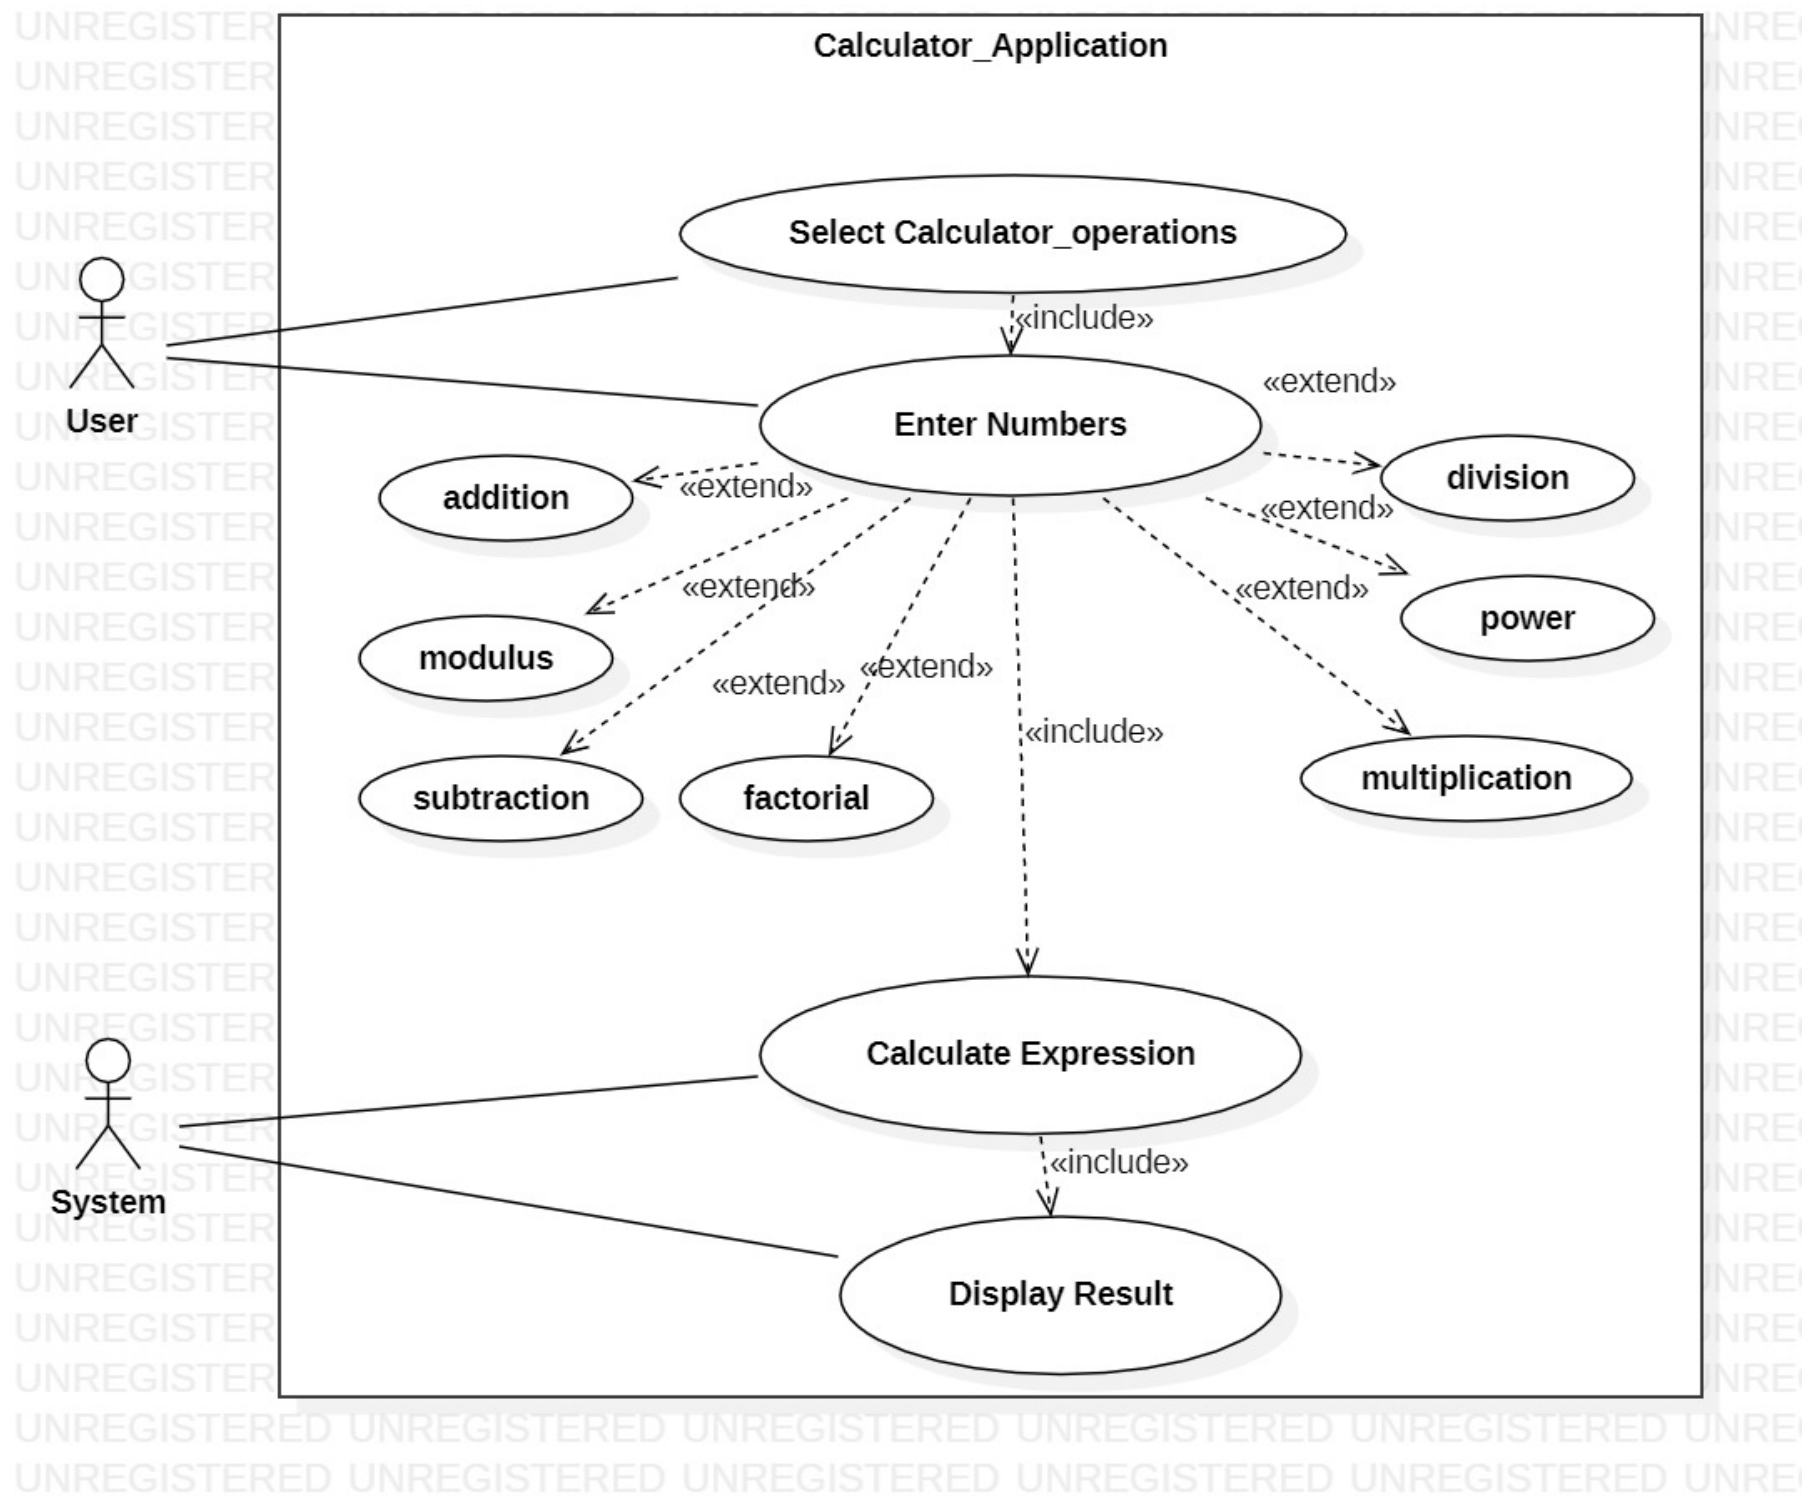 Calculator_Application
Select Calculator_operations
«include»
User
Enter Numbers
«extend»
addition
«extend»
division
«extend»
modulus
«extend»
«extend»
power
subtraction
«extend»
factorial
«extend»
«include»
multiplication
Calculate Expression
System
«include»
Display Result
UNREGISTERED UNREGISTERED UNREGISTERED UNREGISTERED UNREGISTERED UNRE
UNREGISTERED UNREGISTERED UNREGISTERED UNREGISTERED UNREGISTERED UNRE